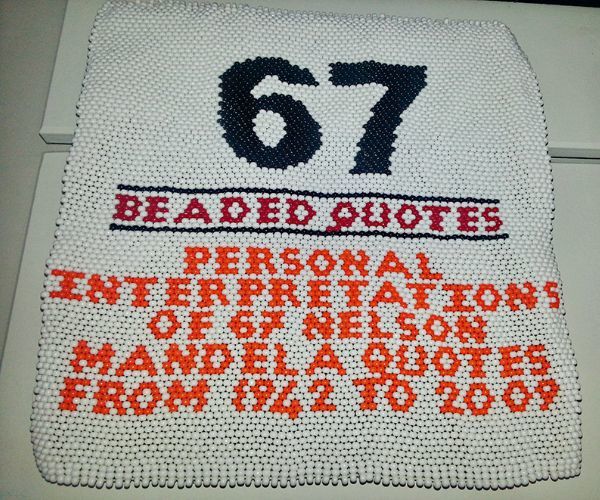 67
BEADED QUOTES
PERSONAL
INTERPRETATIONS
OF 67 NELSON
MANDELA QUOTES
FROM 1942 TO 2009